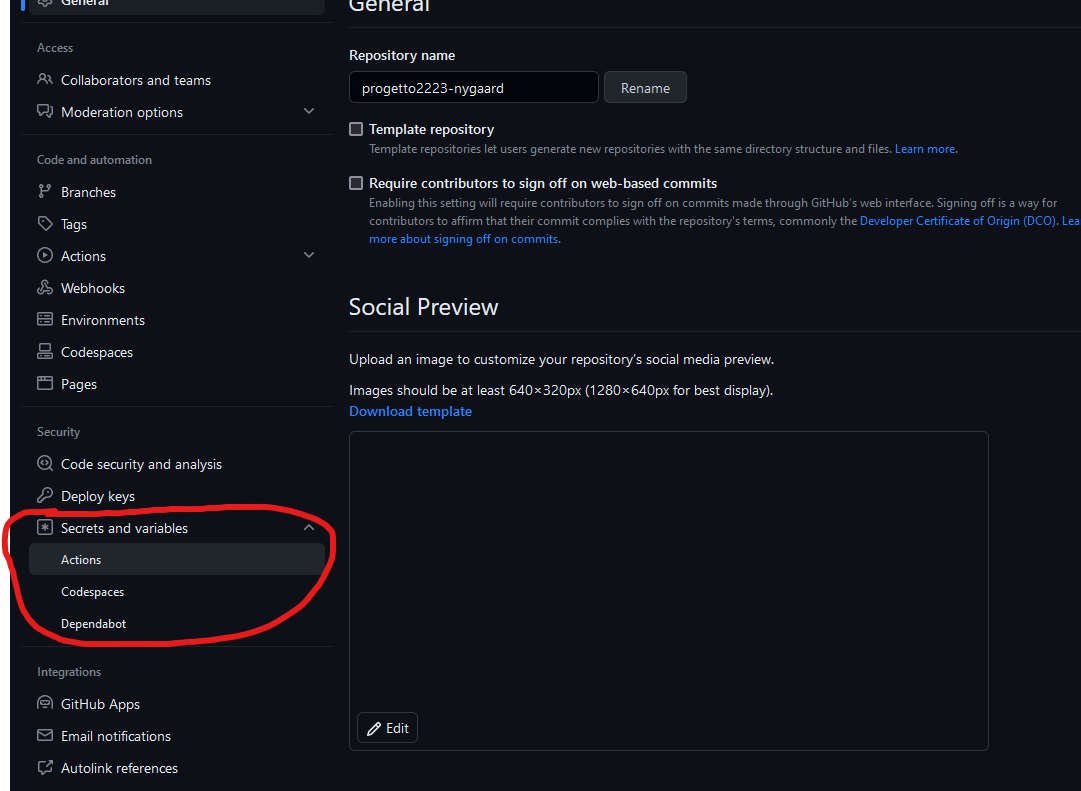 General
Access
Collaborators and teams
Moderation options
Code and automation
Branches
Tags
Actions
Webhooks
Environments
Codespaces
Pages
Security
Code security and analysis
Deploy keys
Secrets and variables
Actions
Codespaces
Dependabot
Integrations
GitHub Apps
Email notifications
Autolink references
General
Repository name
progetto2223-nygaard
Rename
Template repository
Template repositories let users generate new repositories with the same directory structure and files. Learn more.
Require contributors to sign off on web-based commits
Enabling this setting will require contributors to sign off on commits made through GitHub's web interface. Signing off is a way for
contributors to affirm that their commit complies with the repository's terms, commonly the Developer Certificate of Origin (DCO). Lea
more about signing off on commits.
Social Preview
Upload an image to customize your repository's social media preview.
Images should be at least 640×320px (1280×640px for best display).
Download template
Edit